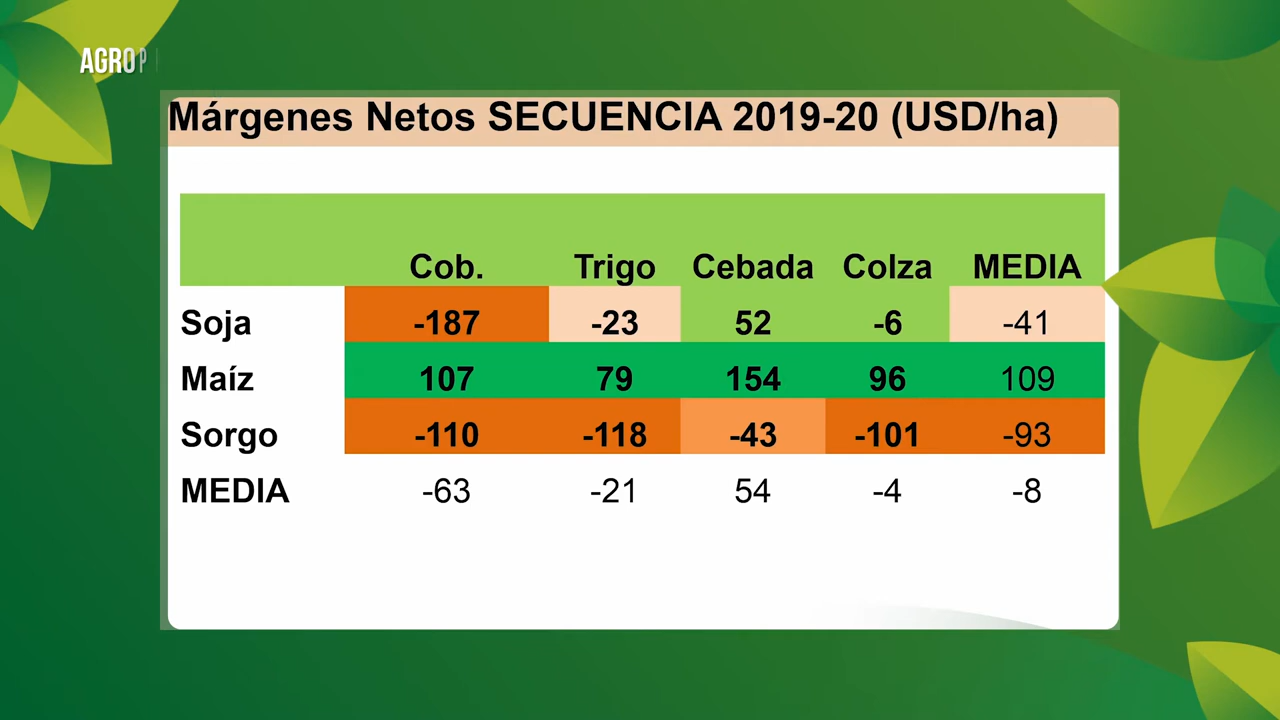 AGROP
Márgenes Netos SECUENCIA 2019-20 (USD/ha)
Cob. Trigo Cebada Colza MEDIA
Soja -187 -23 52 -6 -41
Maíz 107 79 154 96 109
Sorgo -110 -118 -43 -101 -93
MEDIA -63 -21 54 -4 -8